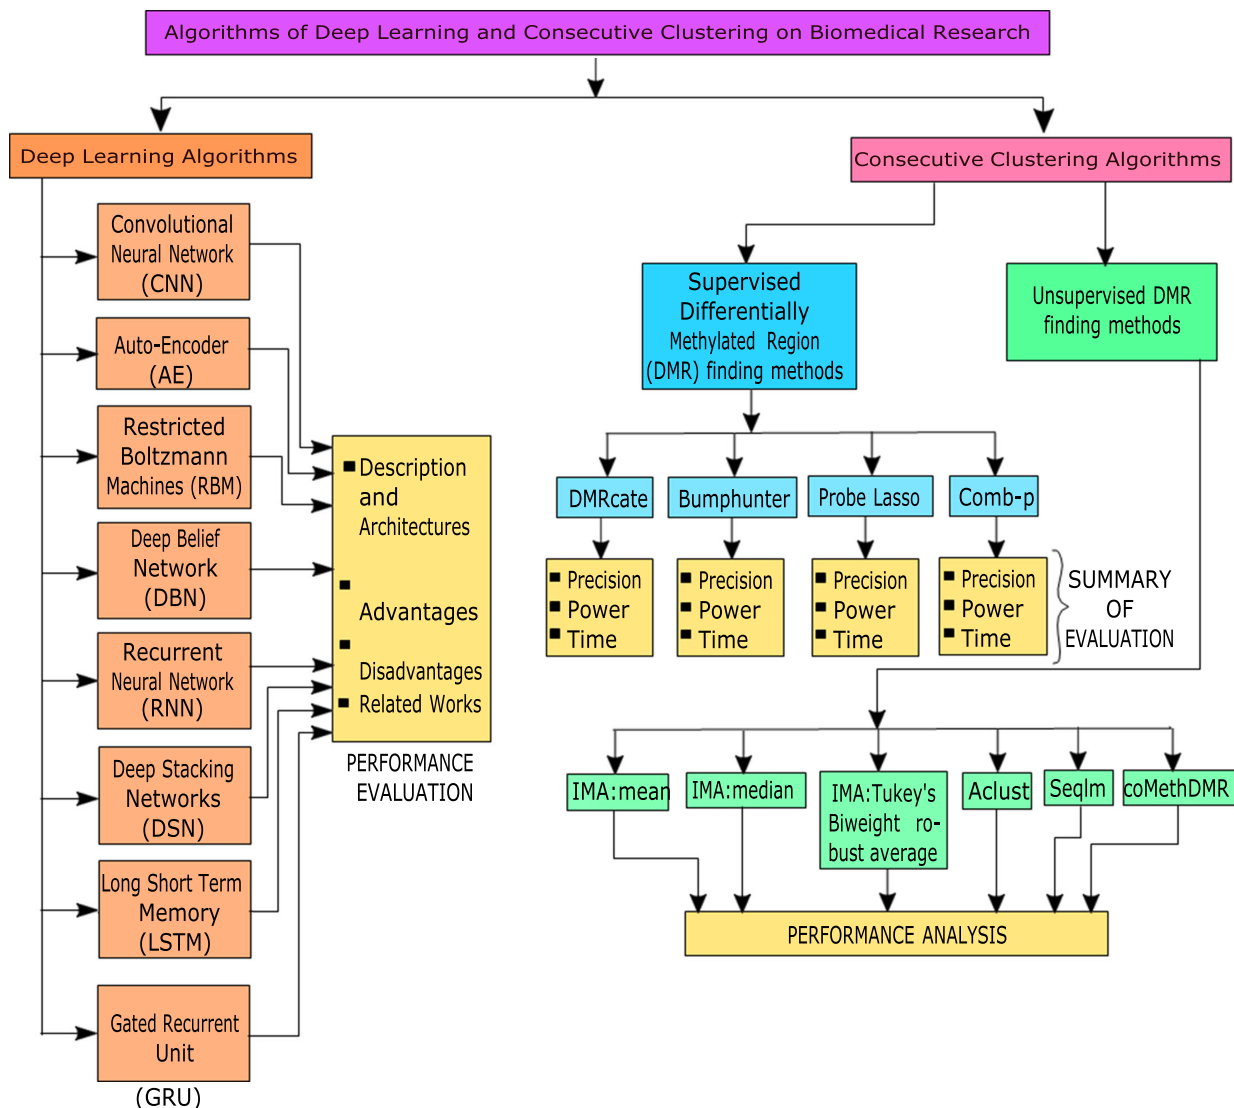 Algorithms of Deep Learning and Consecutive Clustering on Biomedical Research
Deep Learning Algorithms
Convolutional
Neural Network
(CNN)
Auto-Encoder
(AE)
Restricted
Boltzmann
Machines (RBM)
Deep Belief
Network
(DBN)
Recurrent
Neural Network
(RNN)
Deep Stacking
Networks
(DSN)
Long Short Term
Memory
(LSTM)
Gated Recurrent
Unit
(GRU)
Description
and
Architectures
Advantages
Disadvantages
Related Works
PERFORMANCE
EVALUATION
Consecutive Clustering Algorithms
Supervised
Differentially
Methylated Region
(DMR) finding methods
Unsupervised DMR
finding methods
DMRcate
Bumphunter
Probe Lasso
Comb-p
Precision
Power
Time
Precision
Power
Time
Precision
Power
Time
Precision
Power
Time
SUMMARY
OF
EVALUATION
IMA:mean
IMA:median
IMA:Tukey's
Biweight ro-
bust average
Aclust
Seqlm
coMethDMR
PERFORMANCE ANALYSIS